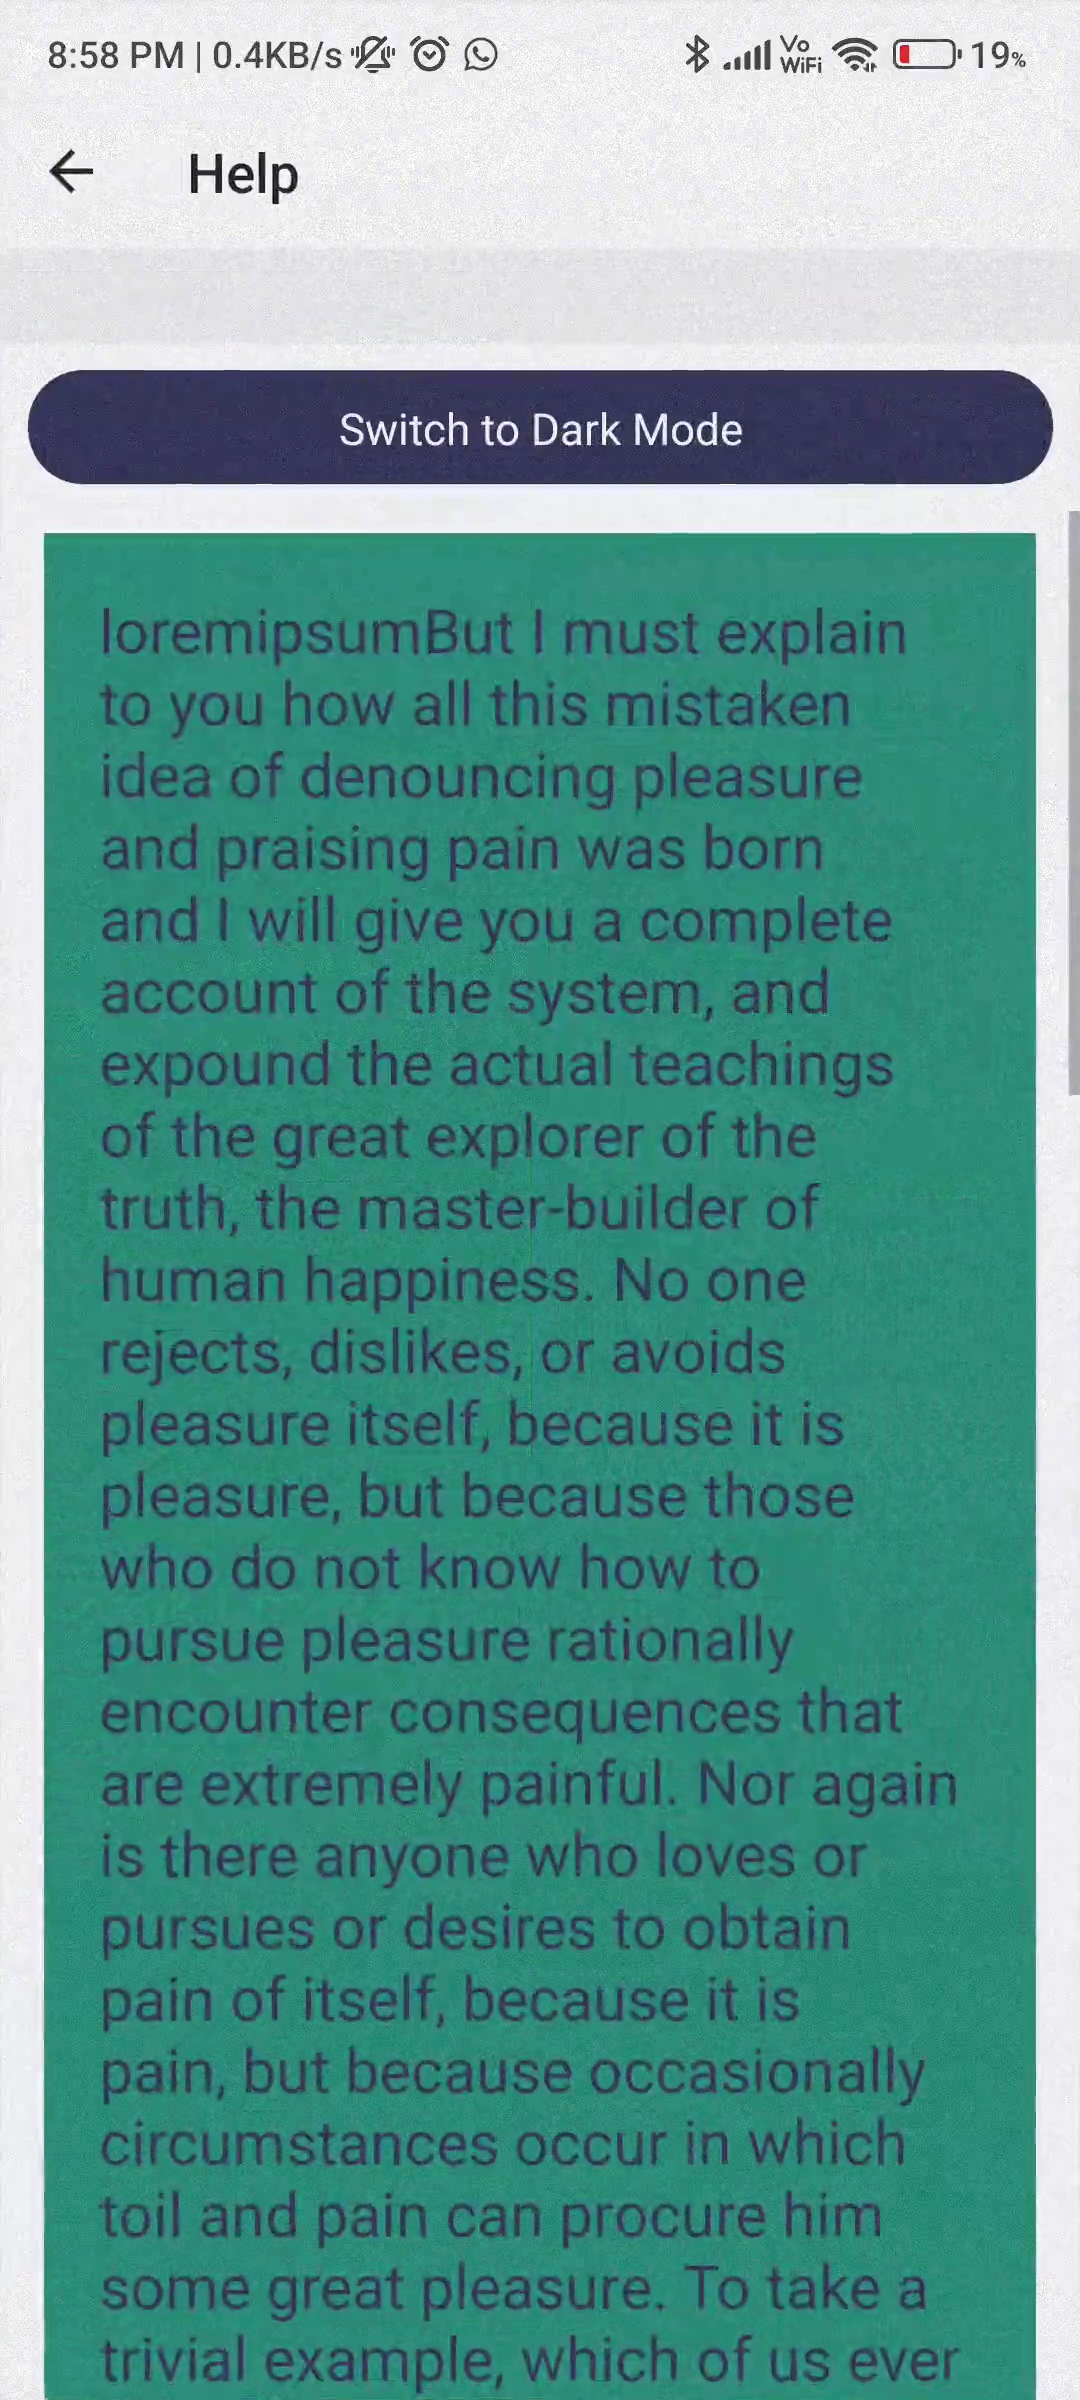 8:58 PM | 0.4KB/s Vo WiFi 19%
Help
Switch to Dark Mode
loremipsumBut I must explain
to you how all this mistaken
idea of denouncing pleasure
and praising pain was born
and I will give you a complete
account of the system, and
expound the actual teachings
of the great explorer of the
truth, the master-builder of
human happiness. No one
rejects, dislikes, or avoids
pleasure itself, because it is
pleasure, but because those
who do not know how to
pursue pleasure rationally
encounter consequences that
are extremely painful. Nor again
is there anyone who loves or
pursues or desires to obtain
pain of itself, because it is
pain, but because occasionally
circumstances occur in which
toil and pain can procure him
some great pleasure. To take a
trivial example, which of us ever